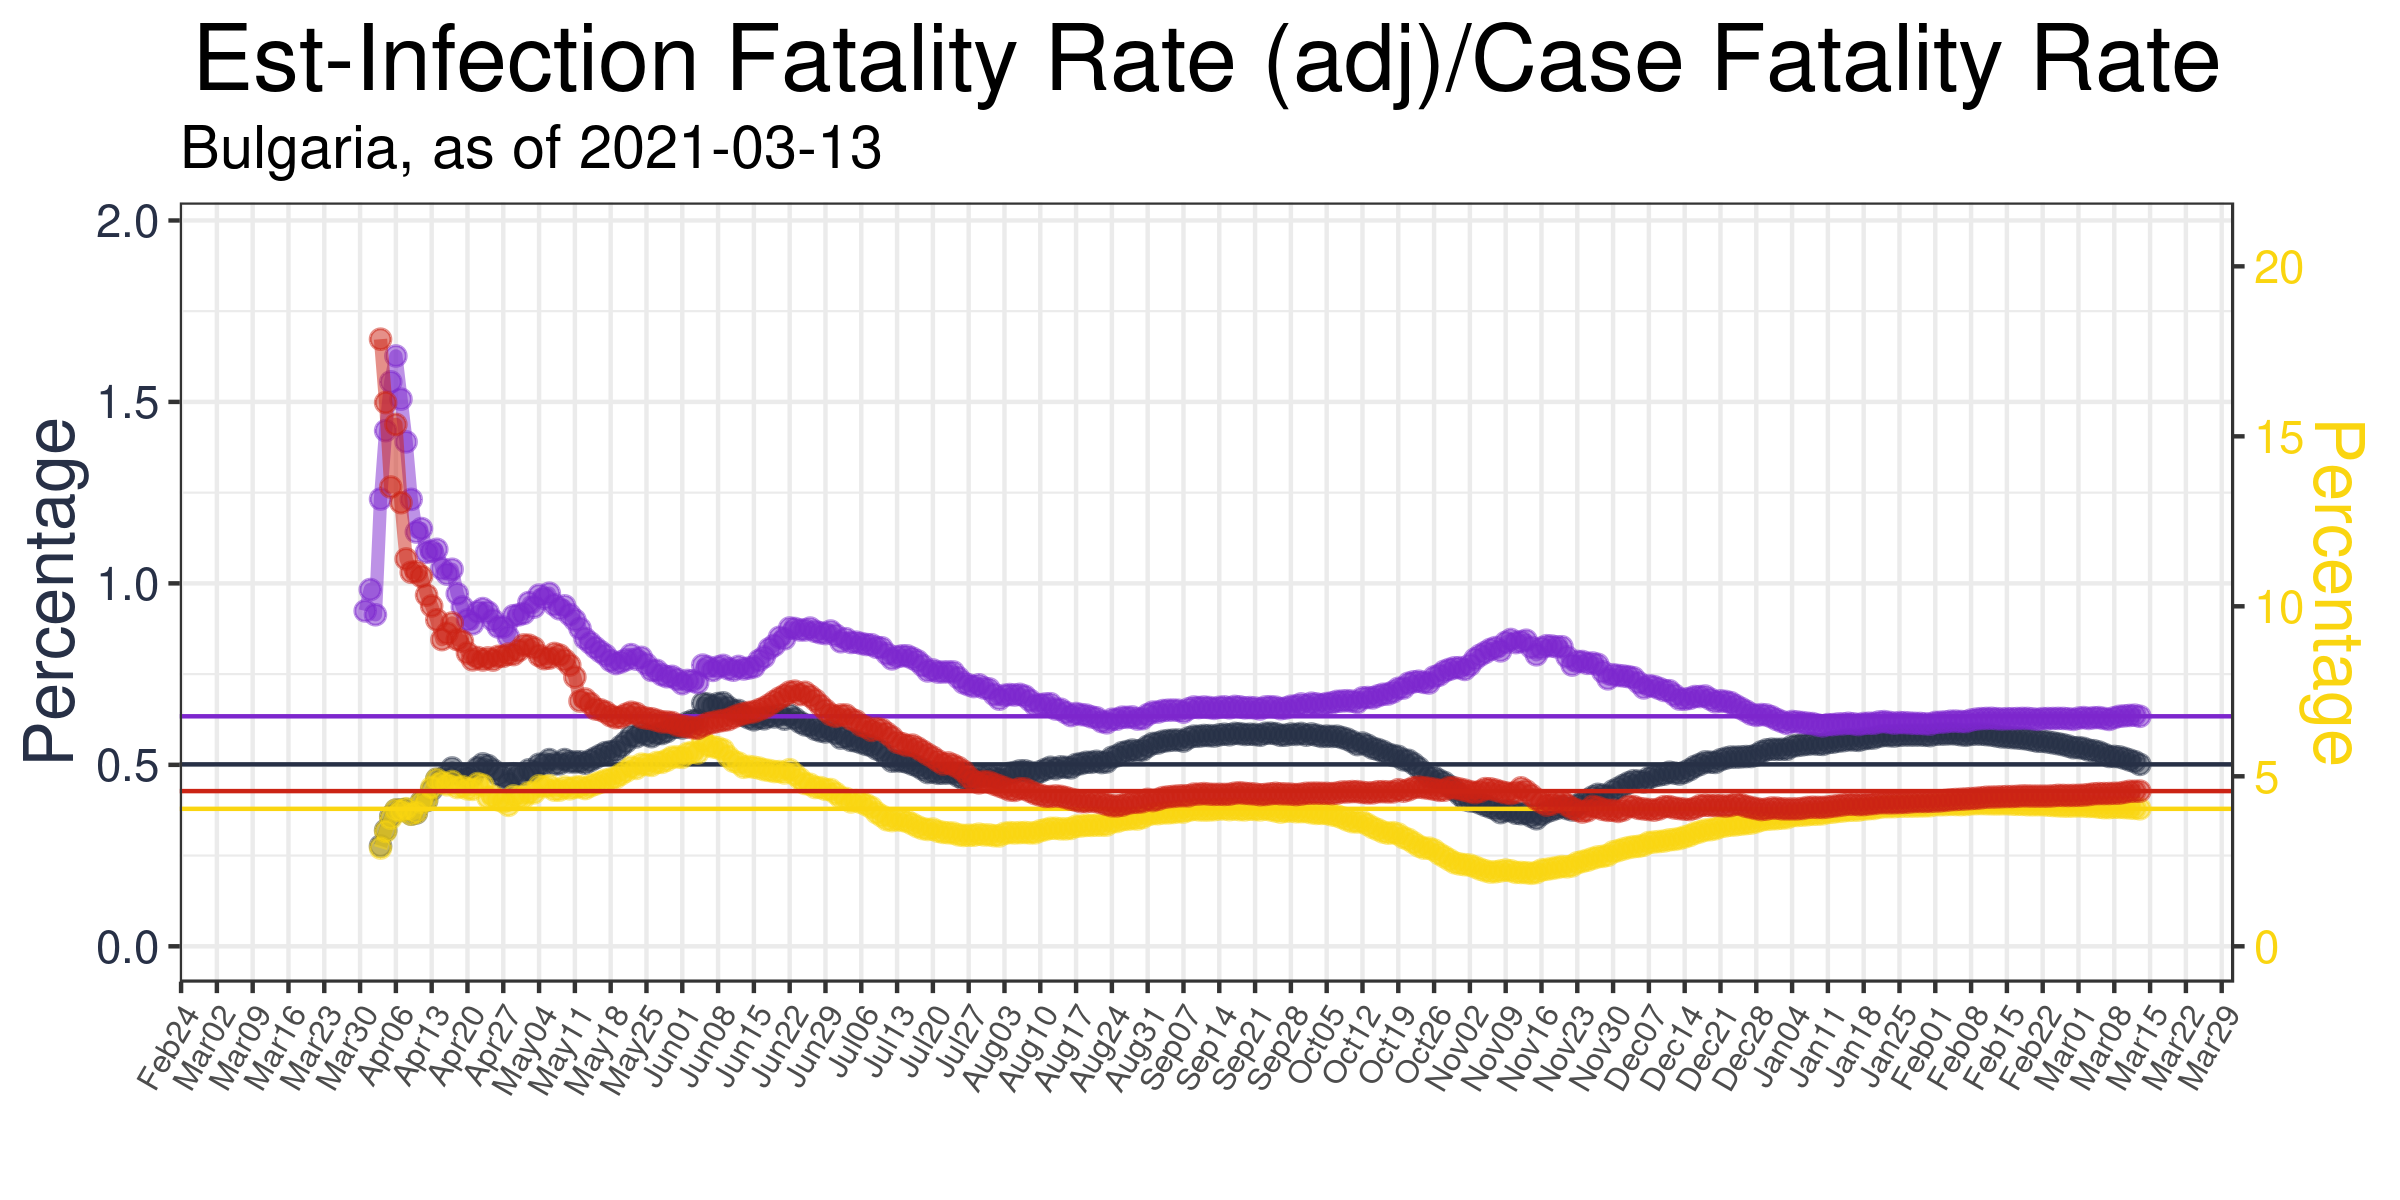 Est-Infection Fatality Rate (adj)/Case Fatality Rate
Bulgaria, as of 2021-03-13
Percentage
2.0
1.5
1.0
0.5
0.0
20
15
10
5
0
Percentage
Feb24
Mar02
Mar09
Mar16
Mar23
Mar30
Apr06
Apr13
Apr20
Apr27
May04
May11
May18
May25
Jun01
Jun08
Jun15
Jun22
Jun29
Jul06
Jul13
Jul20
Jul27
Aug03
Aug10
Aug17
Aug24
Aug31
Sep07
Sep14
Sep21
Sep28
Oct05
Oct12
Oct19
Oct26
Nov02
Nov09
Nov16
Nov23
Nov30
Dec07
Dec14
Dec21
Dec28
Jan04
Jan11
Jan18
Jan25
Feb01
Feb08
Feb15
Feb22
Mar01
Mar08
Mar15
Mar22
Mar29